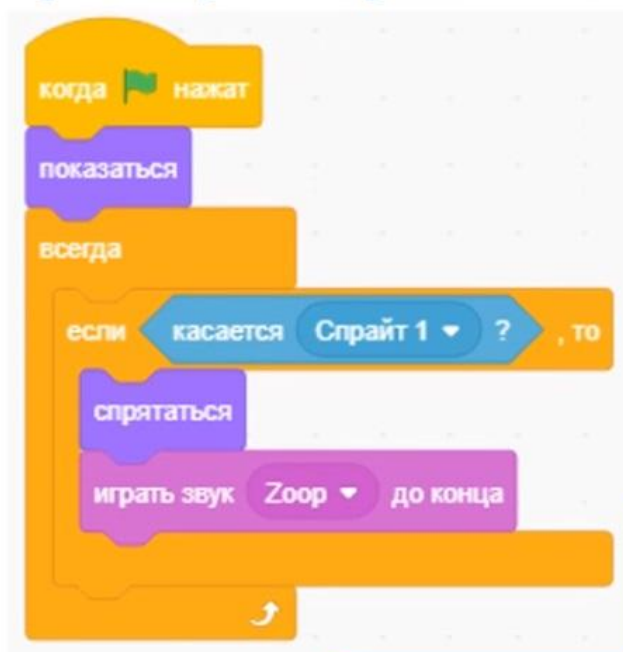 когда нажат
показаться
всегда
если касается Спрайт 1 ? , то
спрятаться
играть звук Zoop до конца